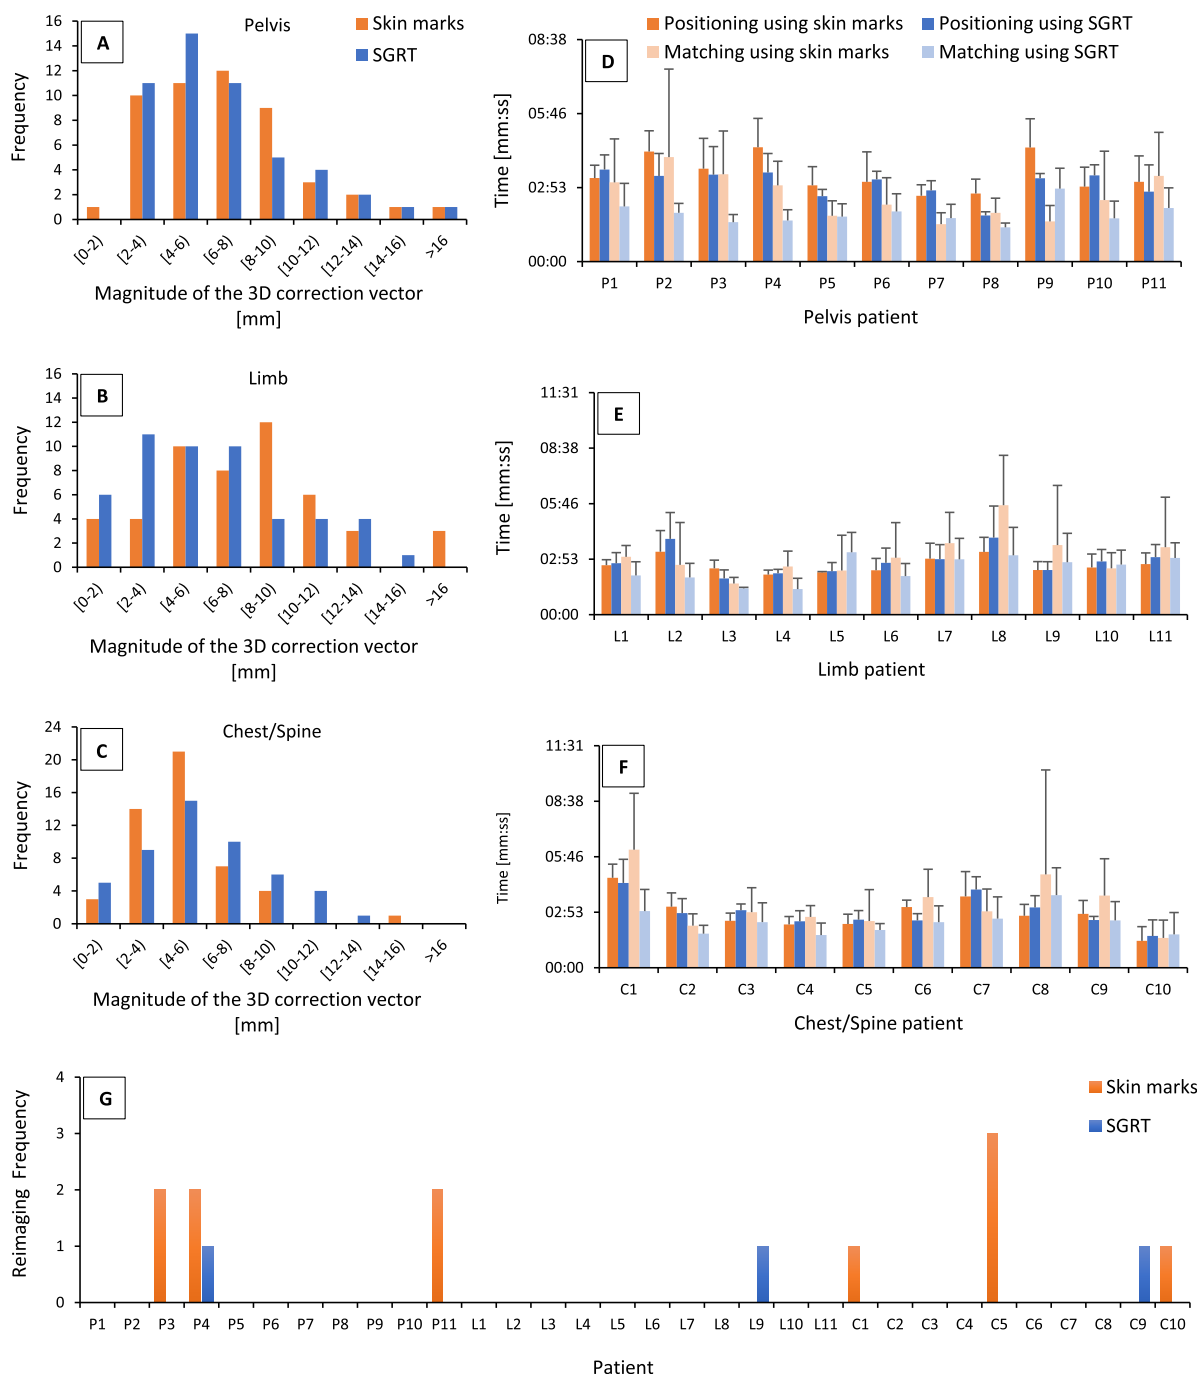 A
Pelvis
Skin marks
SGRT
16
14
12
10
8
6
4
2
0
Frequency
[0-2) [2-4) [4-6) [6-8) [8-10) [10-12) [12-14) [14-16) >16
Magnitude of the 3D correction vector
[mm]
D
Positioning using skin marks
Positioning using SGRT
Matching using skin marks
Matching using SGRT
08:38
05:46
02:53
00:00
Time [mm:ss]
P1 P2 P3 P4 P5 P6 P7 P8 P9 P10 P11
Pelvis patient
B
Limb
16
14
12
10
8
6
4
2
0
Frequency
[0-2) [2-4) [4-6) [6-8) [8-10) [10-12) [12-14) [14-16) >16
Magnitude of the 3D correction vector
[mm]
E
11:31
08:38
05:46
02:53
00:00
Time [mm:ss]
L1 L2 L3 L4 L5 L6 L7 L8 L9 L10 L11
Limb patient
C
Chest/Spine
24
20
16
12
8
4
0
Frequency
[0-2) [2-4) [4-6) [6-8) [8-10) [10-12) [12-14) [14-16) >16
Magnitude of the 3D correction vector
[mm]
F
11:31
08:38
05:46
02:53
00:00
Time [mm:ss]
C1 C2 C3 C4 C5 C6 C7 C8 C9 C10
Chest/Spine patient
G
Skin marks
SGRT
4
3
2
1
0
Reimaging Frequency
P1 P2 P3 P4 P5 P6 P7 P8 P9 P10 P11 L1 L2 L3 L4 L5 L6 L7 L8 L9 L10 L11 C1 C2 C3 C4 C5 C6 C7 C8 C9 C10
Patient